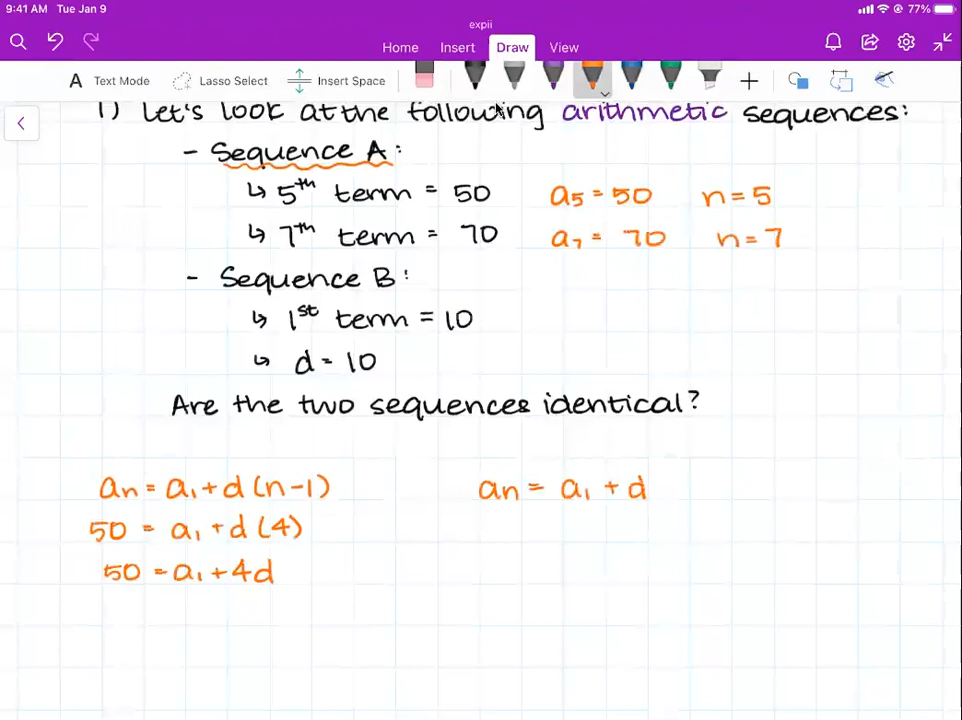 9:41 AM Tue Jan 9
77%
expii
Home Insert Draw View
A Text Mode Lasso Select Insert Space
1) Let's look at the following arithmetic sequences:
- Sequence A:
↳ 5th term = 50 a5 = 50 n = 5
↳ 7th term = 70 a7 = 70 n = 7
- Sequence B:
↳ 1st term = 10
↳ d = 10
Are the two sequences identical?
an = a1 + d (n-1) an = a1 + d
50 = a1 + d (4)
50 = a1 + 4d